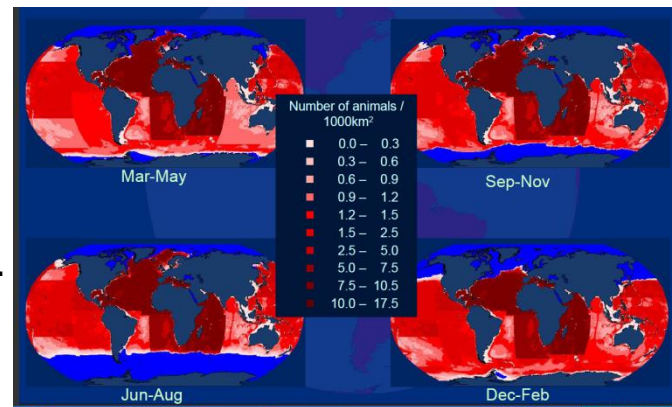 Mar-May
Sep-Nov
Number of animals /
1000km²
0.0 – 0.3
0.3 – 0.6
0.6 – 0.9
0.9 – 1.2
1.2 – 1.5
1.5 – 2.5
2.5 – 5.0
5.0 – 7.5
7.5 – 10.5
10.0 – 17.5
Jun-Aug
Dec-Feb